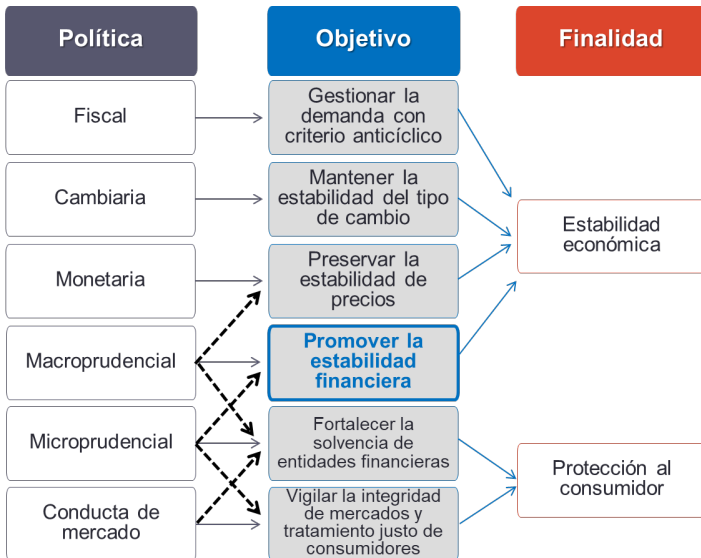 Política
Objetivo
Finalidad
Fiscal
Gestionar la
demanda con
criterio anticíclico
Cambiaria
Mantener la
estabilidad del tipo
de cambio
Estabilidad
económica
Monetaria
Preservar la
estabilidad de
precios
Macroprudencial
Promover la
estabilidad
financiera
Microprudencial
Fortalecer la
solvencia de
entidades financieras
Protección al
consumidor
Conducta de
mercado
Vigilar la integridad
de mercados y
tratamiento justo de
consumidores